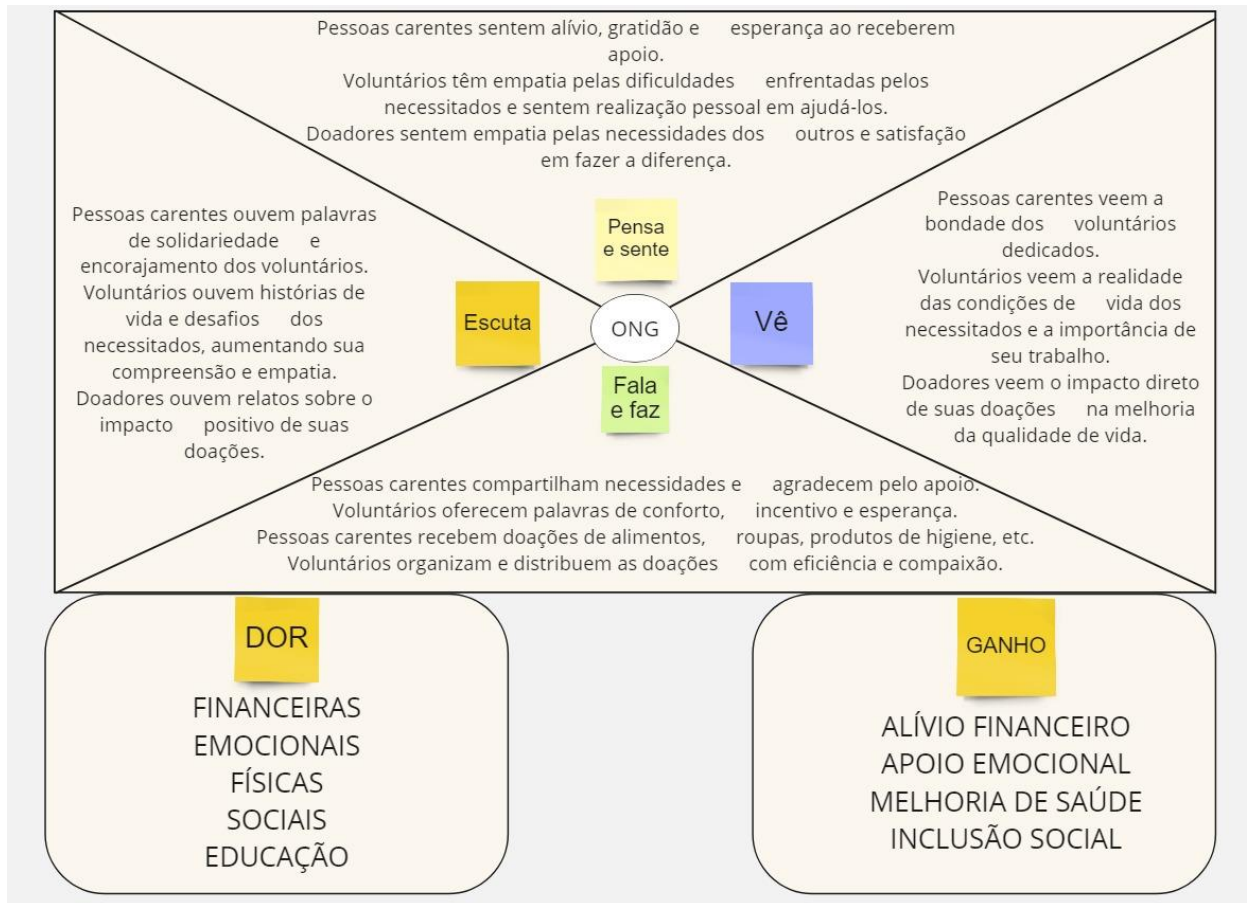 Pessoas carentes sentem alívio, gratidão e esperança ao receberem
apoio.
Voluntários têm empatia pelas dificuldades enfrentadas pelos
necessitados e sentem realização pessoal em ajudá-los.
Doadores sentem empatia pelas necessidades dos outros e satisfação
em fazer a diferença.
Pensa
e sente
Pessoas carentes ouvem palavras
de solidariedade e
encorajamento dos voluntários.
Voluntários ouvem histórias de
vida e desafios dos
necessitados, aumentando sua
compreensão e empatia.
Doadores ouvem relatos sobre o
impacto positivo de suas
doações.
Escuta
ONG
Vê
Pessoas carentes veem a
bondade dos voluntários
dedicados.
Voluntários veem a realidade
das condições de vida dos
necessitados e a importância de
seu trabalho.
Doadores veem o impacto direto
de suas doações na melhoria
da qualidade de vida.
Fala
e faz
Pessoas carentes compartilham necessidades e agradecem pelo apoio.
Voluntários oferecem palavras de conforto, incentivo e esperança.
Pessoas carentes recebem doações de alimentos, roupas, produtos de higiene, etc.
Voluntários organizam e distribuem as doações com eficiência e compaixão.
DOR
FINANCEIRAS
EMOCIONAIS
FÍSICAS
SOCIAIS
EDUCAÇÃO
GANHO
ALÍVIO FINANCEIRO
APOIO EMOCIONAL
MELHORIA DE SAÚDE
INCLUSÃO SOCIAL